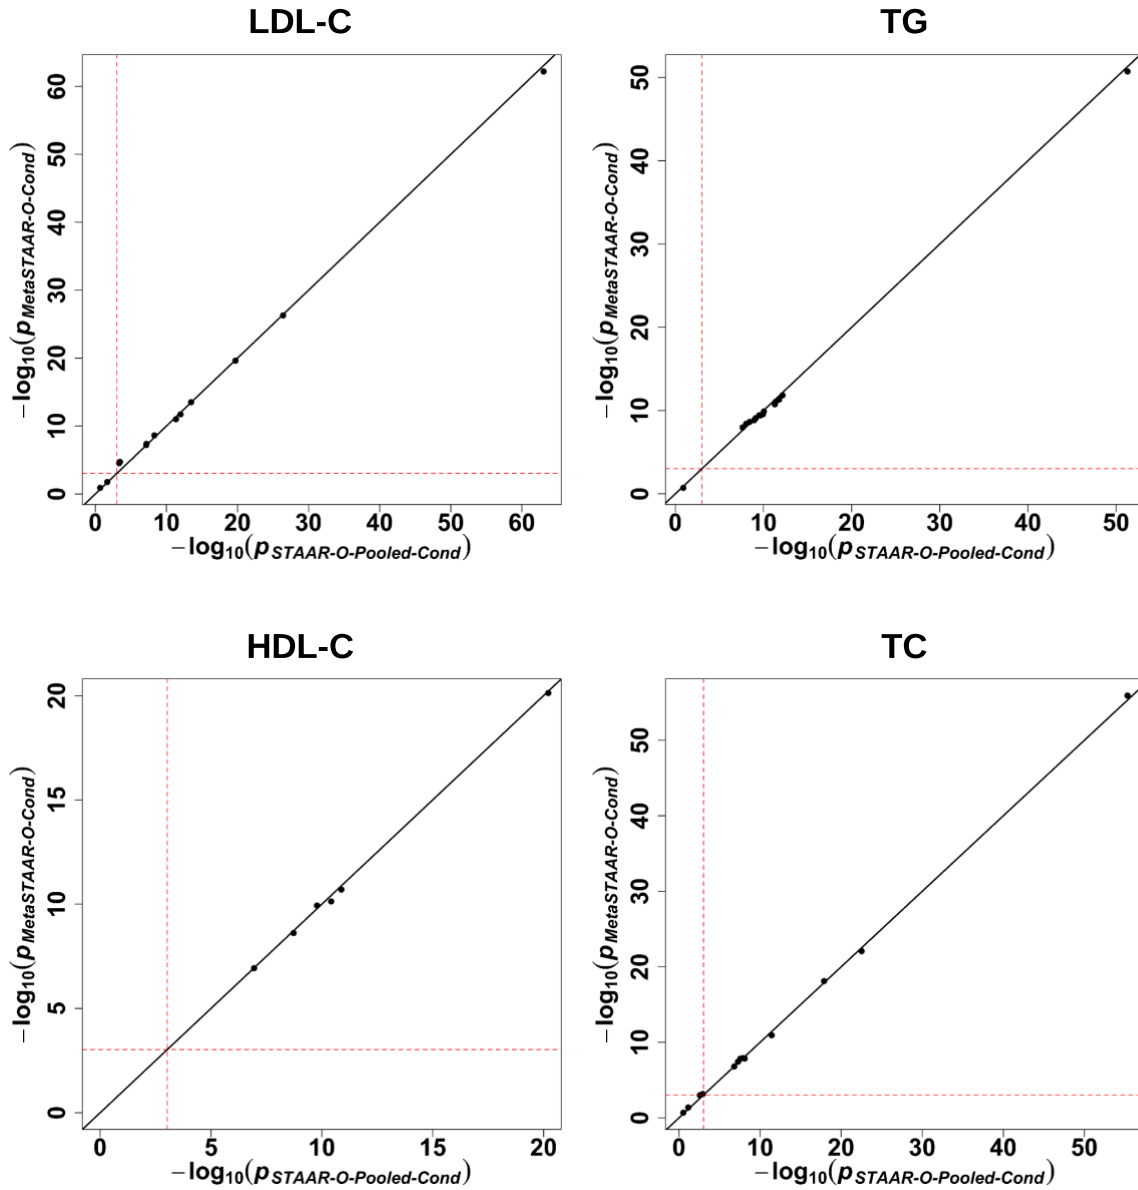 LDL-C
60
50
40
30
20
10
0
0 10 20 30 40 50 60
−log10(pMetaSTAAR-O-Cond)
−log10(pSTAAR-O-Pooled-Cond)
TG
50
40
30
20
10
0
0 10 20 30 40 50
−log10(pMetaSTAAR-O-Cond)
−log10(pSTAAR-O-Pooled-Cond)
HDL-C
20
15
10
5
0
0 5 10 15 20
−log10(pMetaSTAAR-O-Cond)
−log10(pSTAAR-O-Pooled-Cond)
TC
50
40
30
20
10
0
0 10 20 30 40 50
−log10(pMetaSTAAR-O-Cond)
−log10(pSTAAR-O-Pooled-Cond)